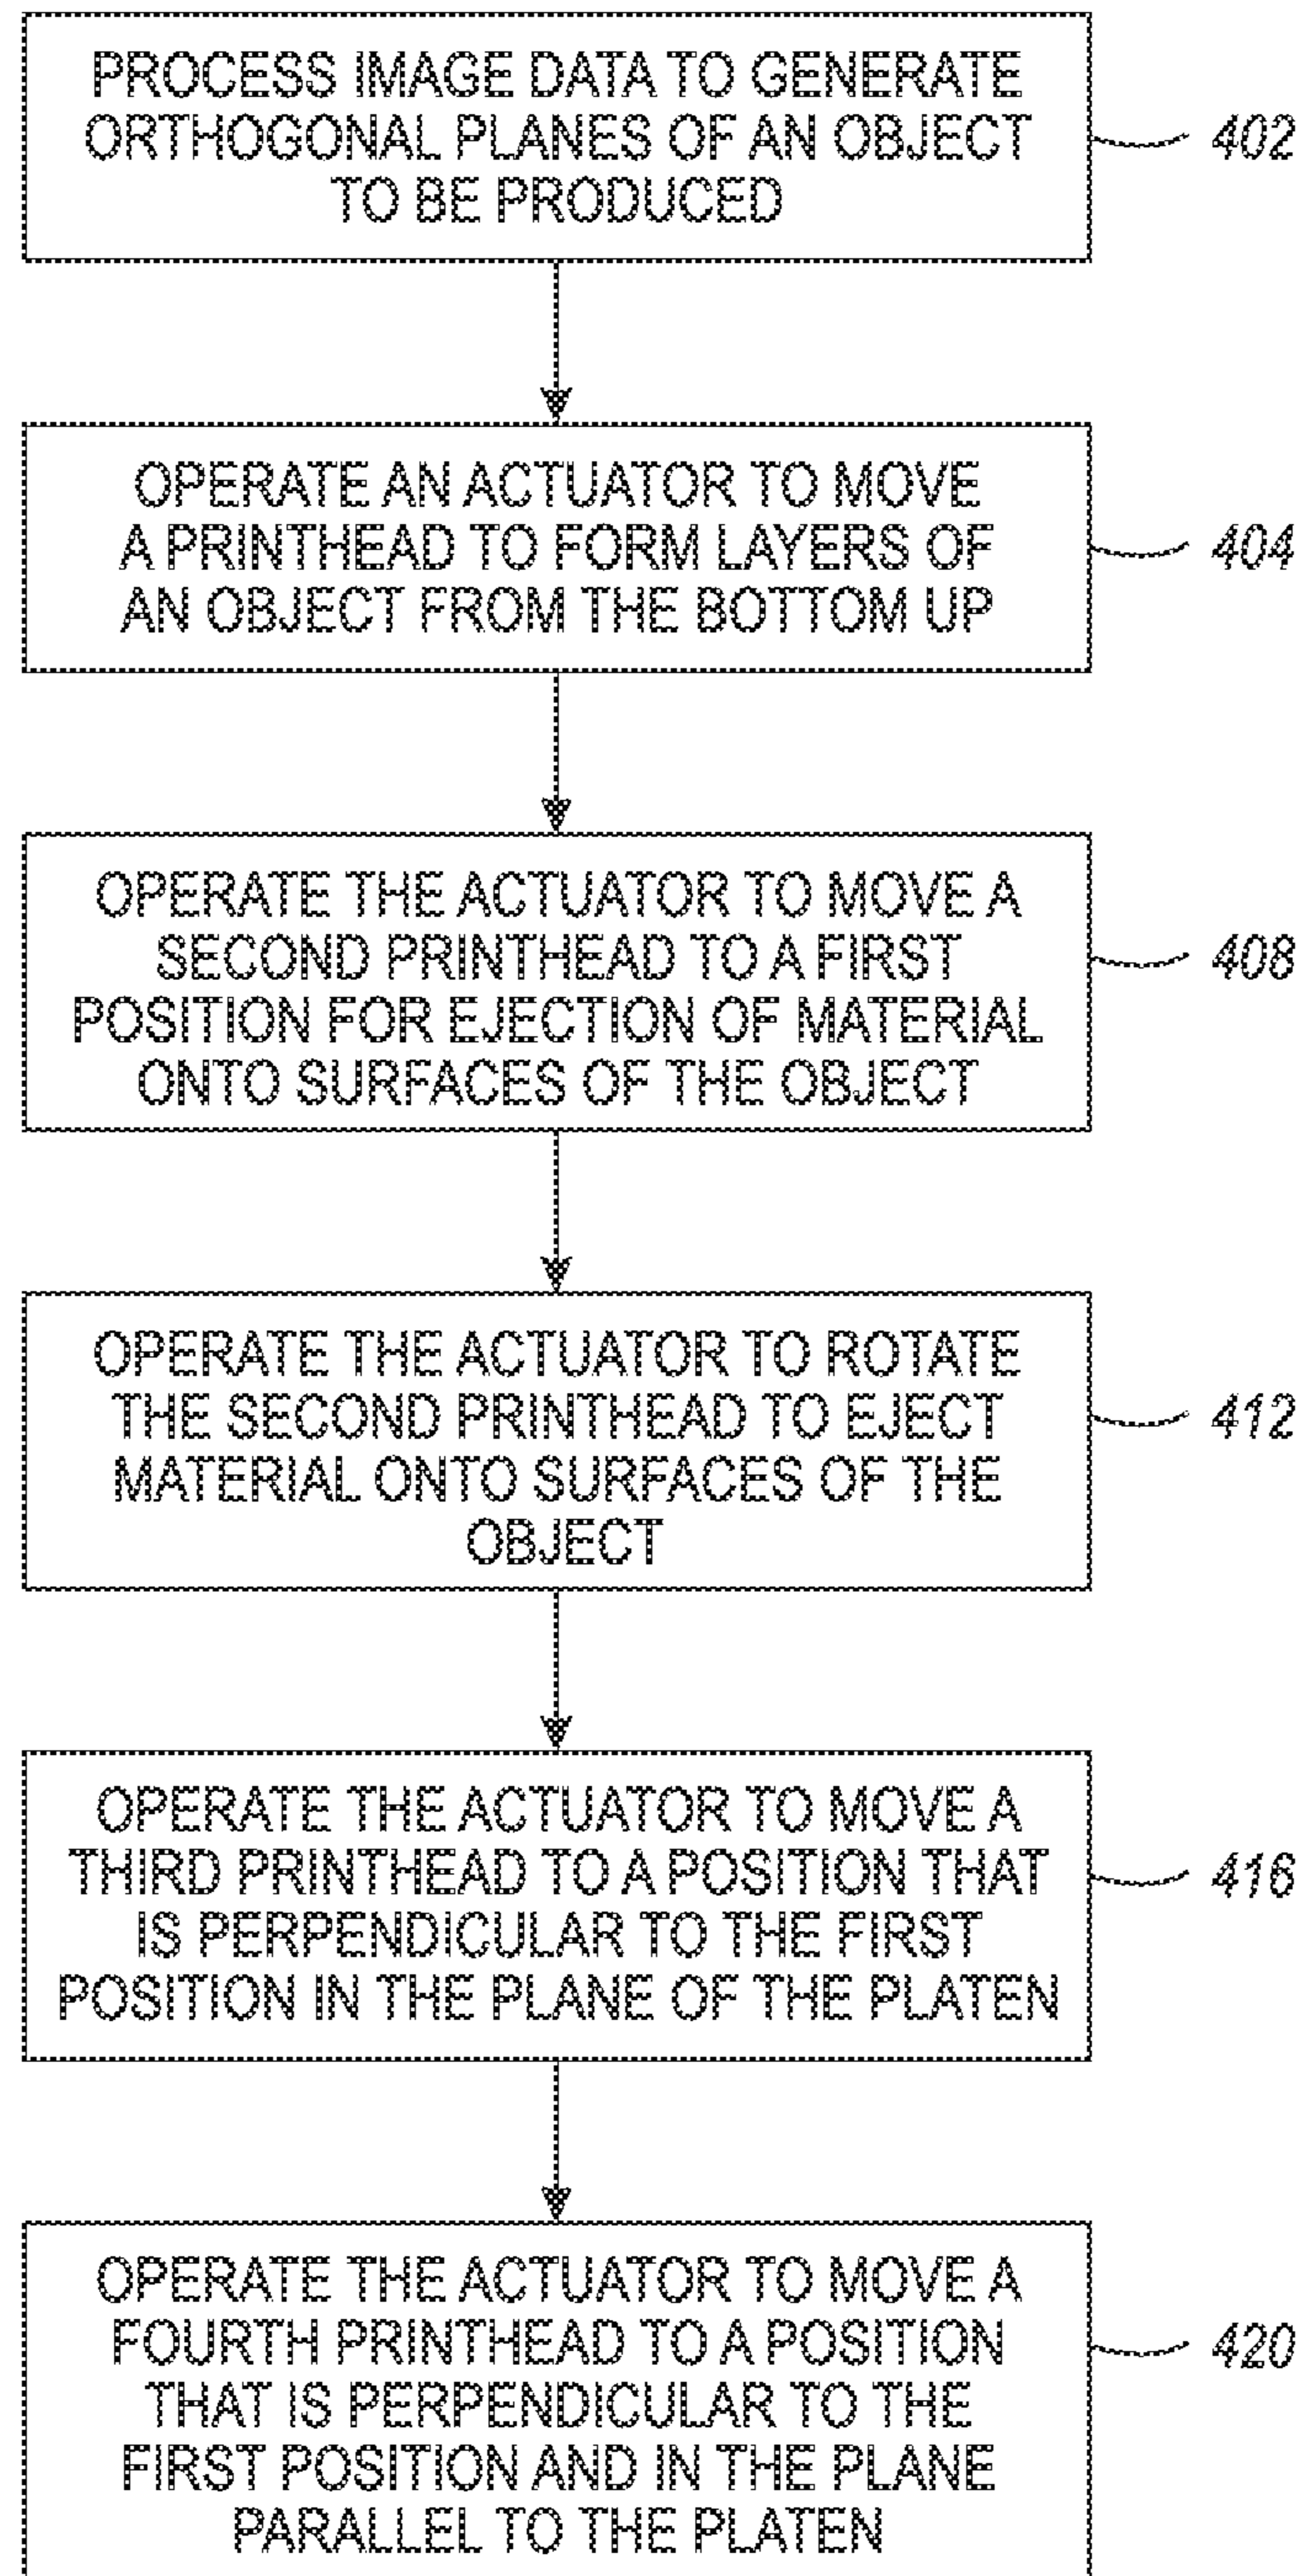 PROCESS IMAGE DATA TO GENERATE
ORTHOGONAL PLANES OF AN OBJECT
TO BE PRODUCED
402
OPERATE AN ACTUATOR TO MOVE
A PRINTHEAD TO FORM LAYERS OF
AN OBJECT FROM THE BOTTOM UP
404
OPERATE THE ACTUATOR TO MOVE A
SECOND PRINTHEAD TO A FIRST
POSITION FOR EJECTION OF MATERIAL
ONTO SURFACES OF THE OBJECT
408
OPERATE THE ACTUATOR TO ROTATE
THE SECOND PRINTHEAD TO EJECT
MATERIAL ONTO SURFACES OF THE
OBJECT
412
OPERATE THE ACTUATOR TO MOVE A
THIRD PRINTHEAD TO A POSITION THAT
IS PERPENDICULAR TO THE FIRST
POSITION IN THE PLANE OF THE PLATEN
416
OPERATE THE ACTUATOR TO MOVE A
FOURTH PRINTHEAD TO A POSITION
THAT IS PERPENDICULAR TO THE
FIRST POSITION AND IN THE PLANE
PARALLEL TO THE PLATEN
420